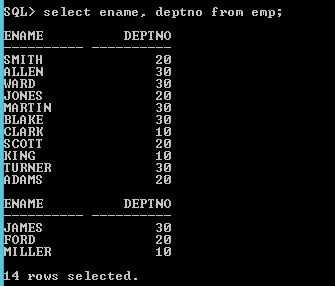 SQL> select ename, deptno from emp;
ENAME DEPTNO
---------- ----------
SMITH 20
ALLEN 30
WARD 30
JONES 20
MARTIN 30
BLAKE 30
CLARK 10
SCOTT 20
KING 10
TURNER 30
ADAMS 20
ENAME DEPTNO
---------- ----------
JAMES 30
FORD 20
MILLER 10
14 rows selected.